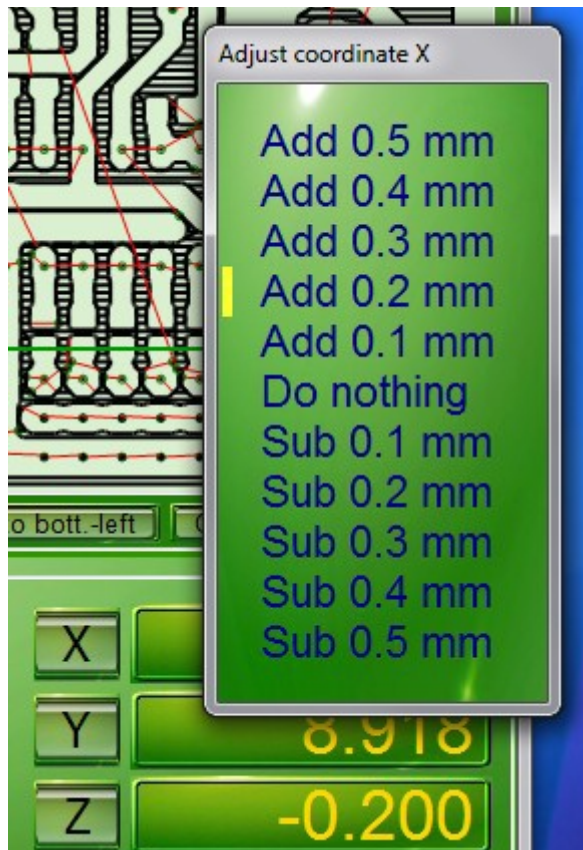 Adjust coordinate X
Add 0.5 mm
Add 0.4 mm
Add 0.3 mm
Add 0.2 mm
Add 0.1 mm
Do nothing
Sub 0.1 mm
Sub 0.2 mm
Sub 0.3 mm
Sub 0.4 mm
Sub 0.5 mm
o bott.-left
X
Y 8.918
Z -0.200